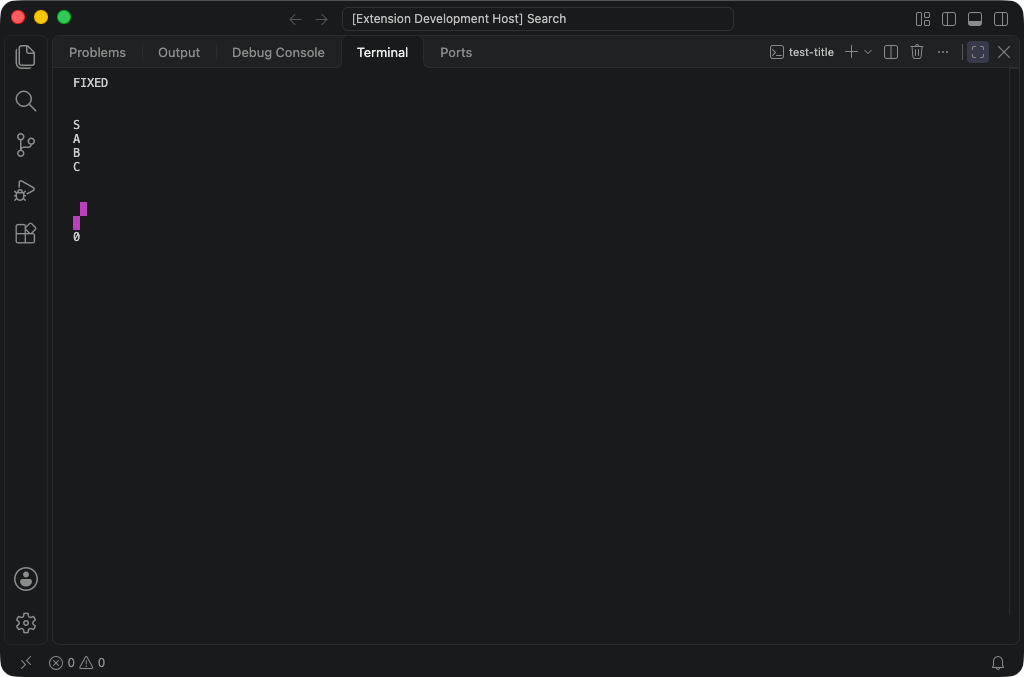 [Extension Development Host] Search
Problems Output Debug Console Terminal Ports test-title
FIXED
S
A
B
C
0
0 0